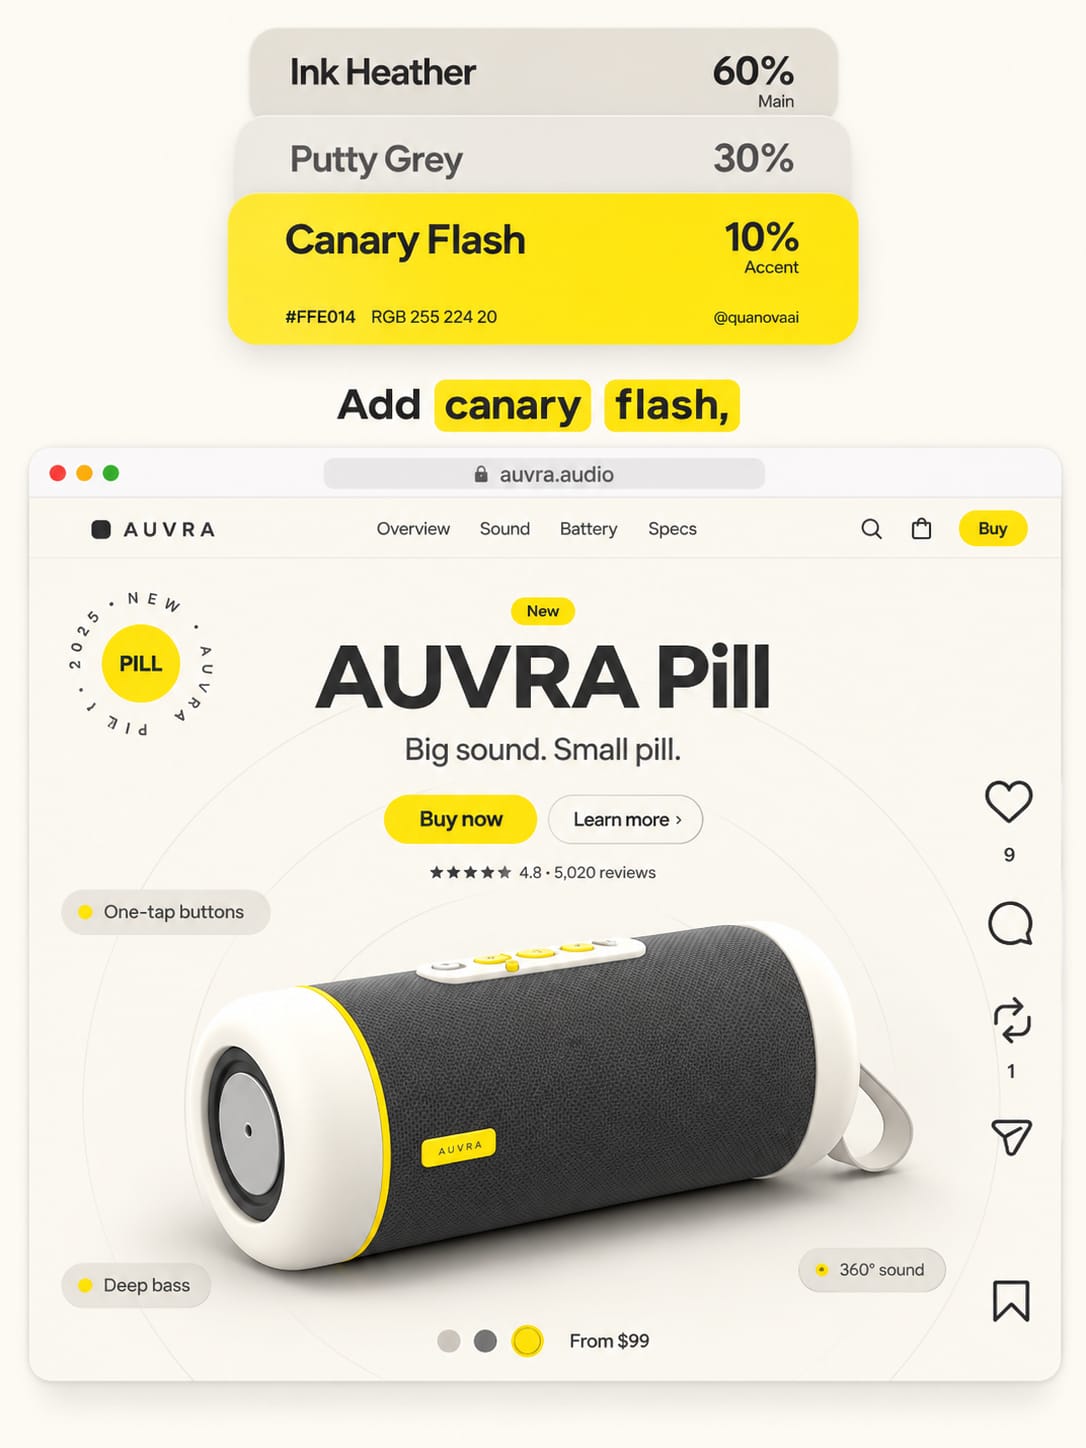 Ink Heather 60%
Main
Putty Grey 30%
Canary Flash 10%
Accent
#FFE014 RGB 255 224 20 @quanovaai
Add canary flash,
auvra.audio
AUVRA Overview Sound Battery Specs Buy
NEW • AUVRA PILL • 2025 •
PILL
New
AUVRA Pill
Big sound. Small pill.
Buy now Learn more ›
★★★★★ 4.8 • 5,020 reviews
9
One-tap buttons
1
AUVRA
360° sound
Deep bass
From $99